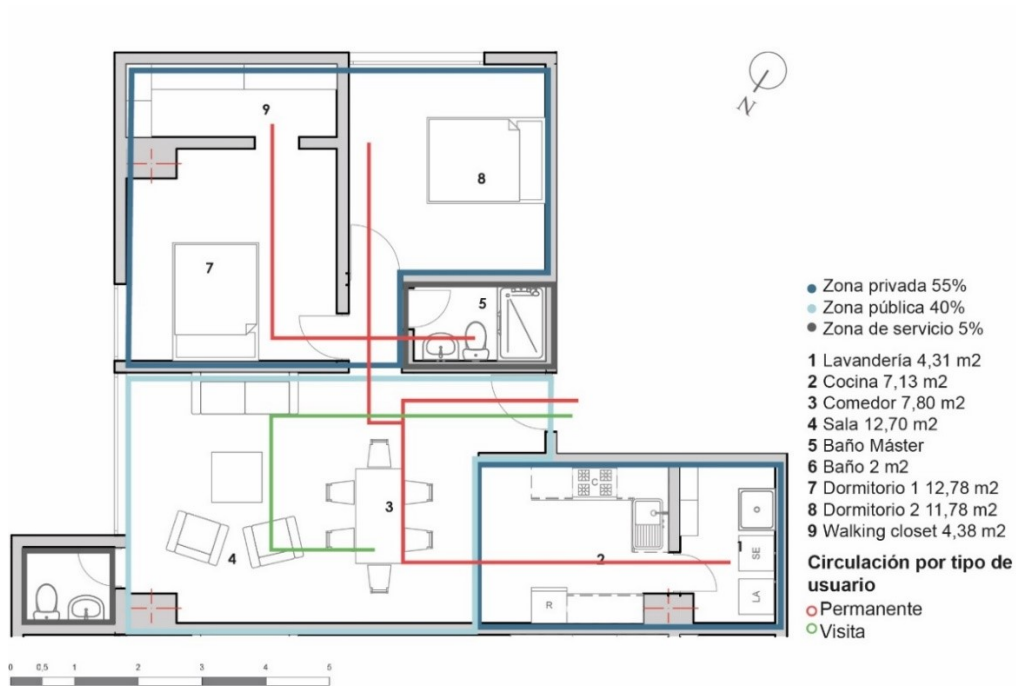 N
9
8
7
5
3
4
2
C
R
SE
LA
Zona privada 55%
Zona pública 40%
Zona de servicio 5%
1 Lavandería 4,31 m2
2 Cocina 7,13 m2
3 Comedor 7,80 m2
4 Sala 12,70 m2
5 Baño Máster
6 Baño 2 m2
7 Dormitorio 1 12,78 m2
8 Dormitorio 2 11,78 m2
9 Walking closet 4,38 m2
Circulación por tipo de
usuario
Permanente
Visita
0 0,5 1 2 3 4 5